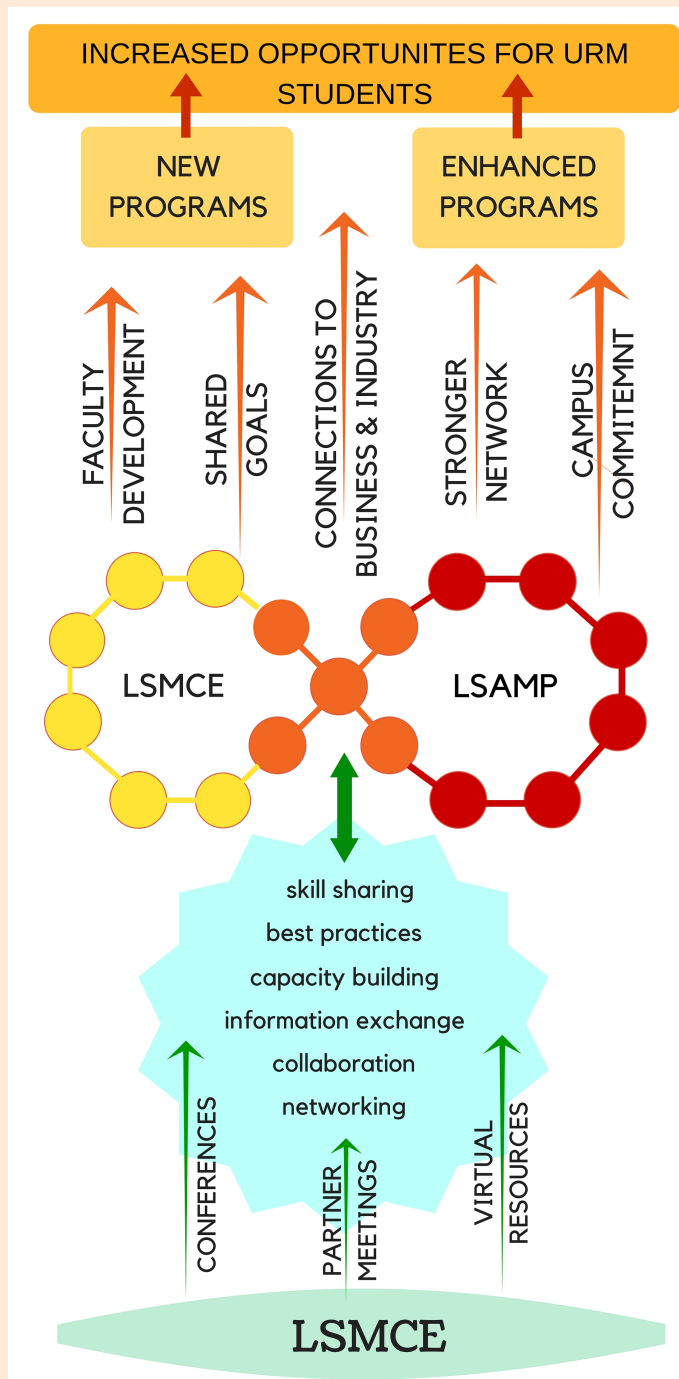 INCREASED OPPORTUNITES FOR URM
STUDENTS
NEW
PROGRAMS
ENHANCED
PROGRAMS
FACULTY
DEVELOPMENT
SHARED
GOALS
CONNECTIONS TO
BUSINESS & INDUSTRY
STRONGER
NETWORK
CAMPUS
COMMITEMNT
LSMCE
LSAMP
skill sharing
best practices
capacity building
information exchange
collaboration
networking
CONFERENCES
PARTNER
MEETINGS
VIRTUAL
RESOURCES
LSMCE